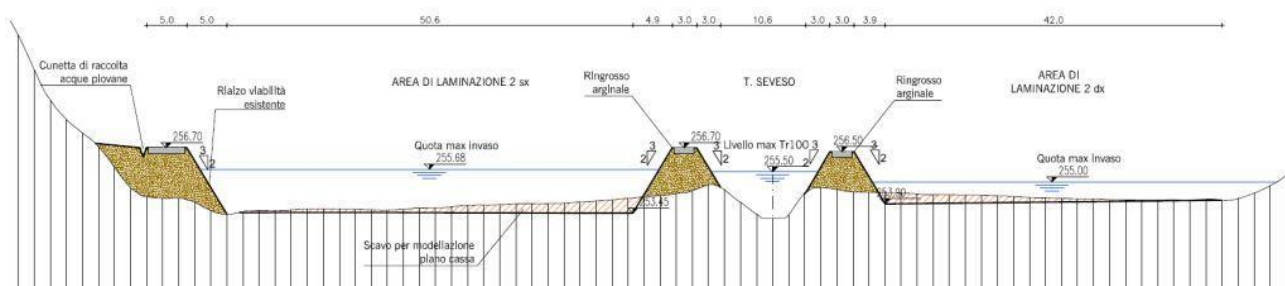 5.0 5.0 50.6 4.9 3.0 3.0 10.6 3.0 3.0 3.9 42.0
Cunetta di raccolta
acque piovane
Rialzo viabilità
esistente
AREA DI LAMINAZIONE 2 sx
Ringrosso
arginale
T. SEVESO
Ringrosso
arginale
AREA DI
LAMINAZIONE 2 dx
256.70
3
2
Quota max invaso
255.68
3
2
256.70
3
2
Livello max Tr100
255.50
3
2
256.50
3
2
Quota max invaso
255.00
253.45
253.90
Scavo per modellazione
plano cassa